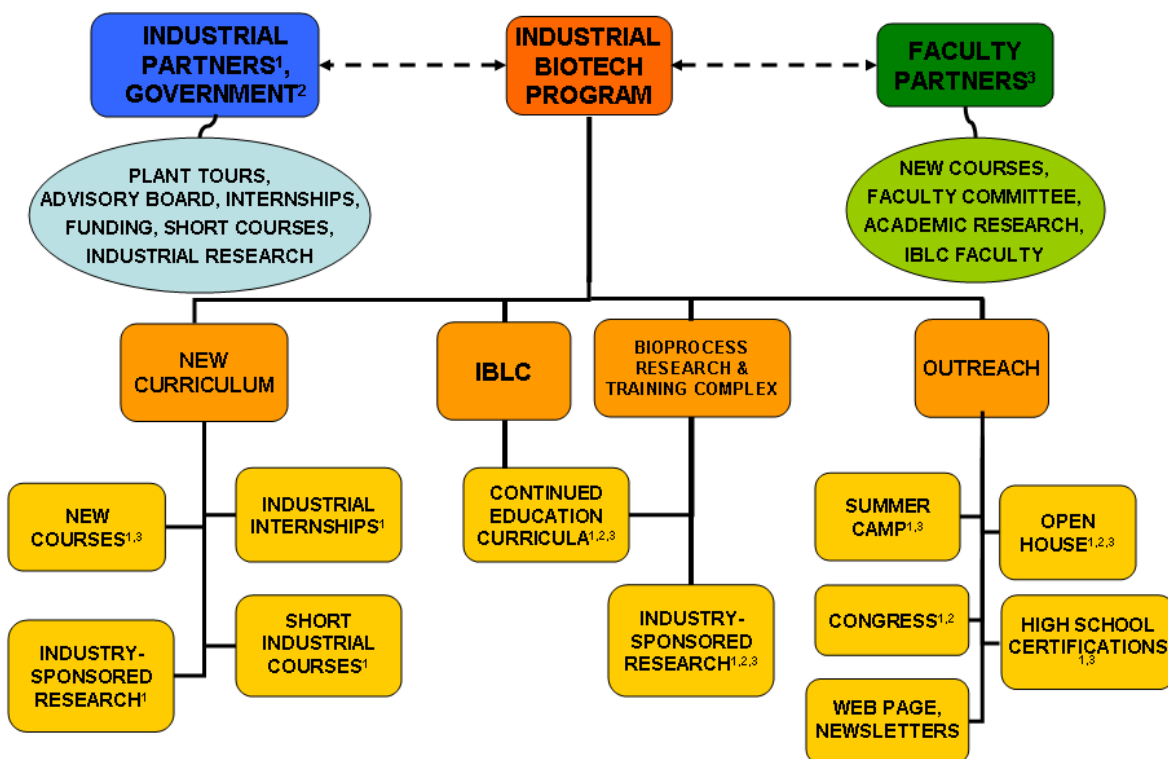 INDUSTRIAL
PARTNERS¹,
GOVERNMENT²
INDUSTRIAL
BIOTECH
PROGRAM
FACULTY
PARTNERS³
PLANT TOURS,
ADVISORY BOARD, INTERNSHIPS,
FUNDING, SHORT COURSES,
INDUSTRIAL RESEARCH
NEW COURSES,
FACULTY COMMITTEE,
ACADEMIC RESEARCH,
IBLC FACULTY
NEW
CURRICULUM
IBLC
BIOPROCESS
RESEARCH &
TRAINING COMPLEX
OUTREACH
NEW
COURSES¹,³
INDUSTRIAL
INTERNSHIPS¹
INDUSTRY-
SPONSORED
RESEARCH¹
SHORT
INDUSTRIAL
COURSES¹
CONTINUED
EDUCATION
CURRICULA¹,²,³
INDUSTRY-
SPONSORED
RESEARCH¹,²,³
SUMMER
CAMP¹,³
OPEN
HOUSE¹,²,³
CONGRESS¹,²
HIGH SCHOOL
CERTIFICATIONS
¹,³
WEB PAGE,
NEWSLETTERS